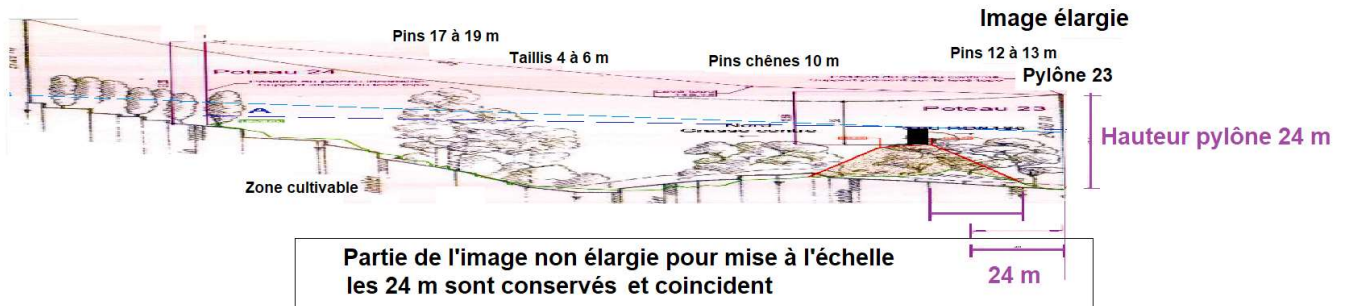 Image élargie
Pins 17 à 19 m
Taillis 4 à 6 m
Pins chênes 10 m
Pins 12 à 13 m
Pylône 23
Poteau 24
Poteau 23
A
Hauteur pylône 24 m
Zone cultivable
24 m
Partie de l'image non élargie pour mise à l'échelle
les 24 m sont conservés et coincident